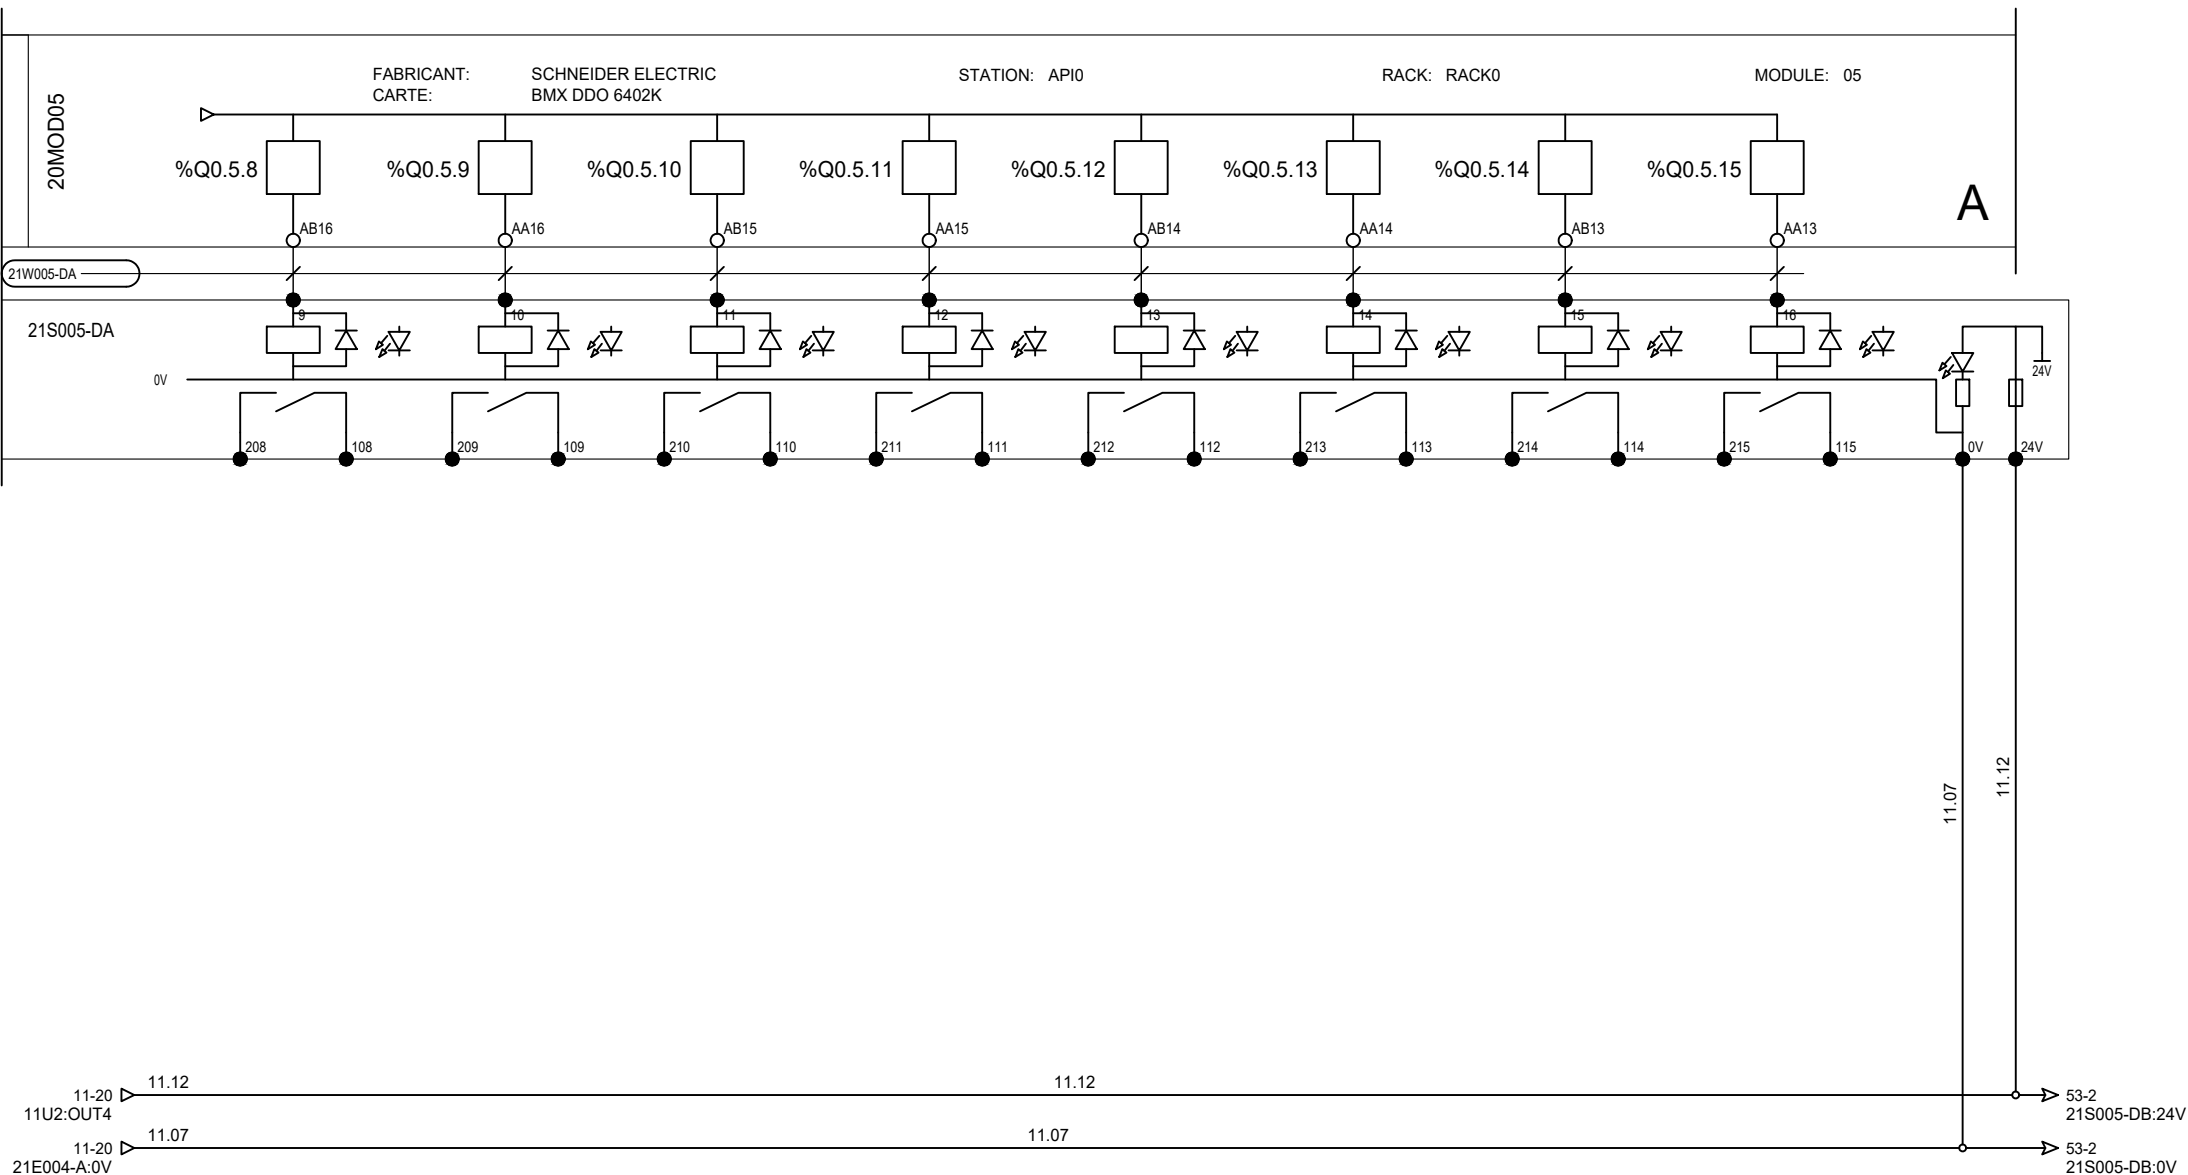 FABRICANT: SCHNEIDER ELECTRIC STATION: API0 RACK: RACK0 MODULE: 05
CARTE: BMX DDO 6402K
20MOD05
%Q0.5.8 %Q0.5.9 %Q0.5.10 %Q0.5.11 %Q0.5.12 %Q0.5.13 %Q0.5.14 %Q0.5.15
A
AB16 AA16 AB15 AA15 AB14 AA14 AB13 AA13
21W005-DA
9 10 11 12 13 14 15 16
21S005-DA
24V
0V
208 108 209 109 210 110 211 111 212 112 213 113 214 114 215 115 0V 24V
11.07
11.12
11.12 11.12
11-20 53-2
11U2:OUT4 21S005-DB:24V
11.07 11.07
11-20 53-2
21E004-A:0V 21S005-DB:0V